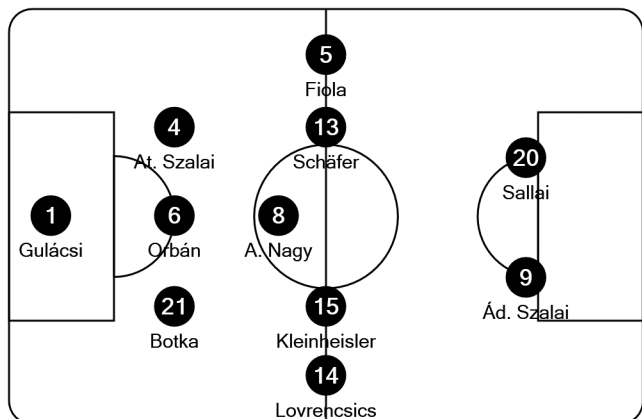 5
Fiola
4
At. Szalai
13
Schäfer
20
Sallai
1
Gulácsi
6
Orbán
8
A. Nagy
9
Ád. Szalai
21
Botka
15
Kleinheisler
14
Lovrencsics